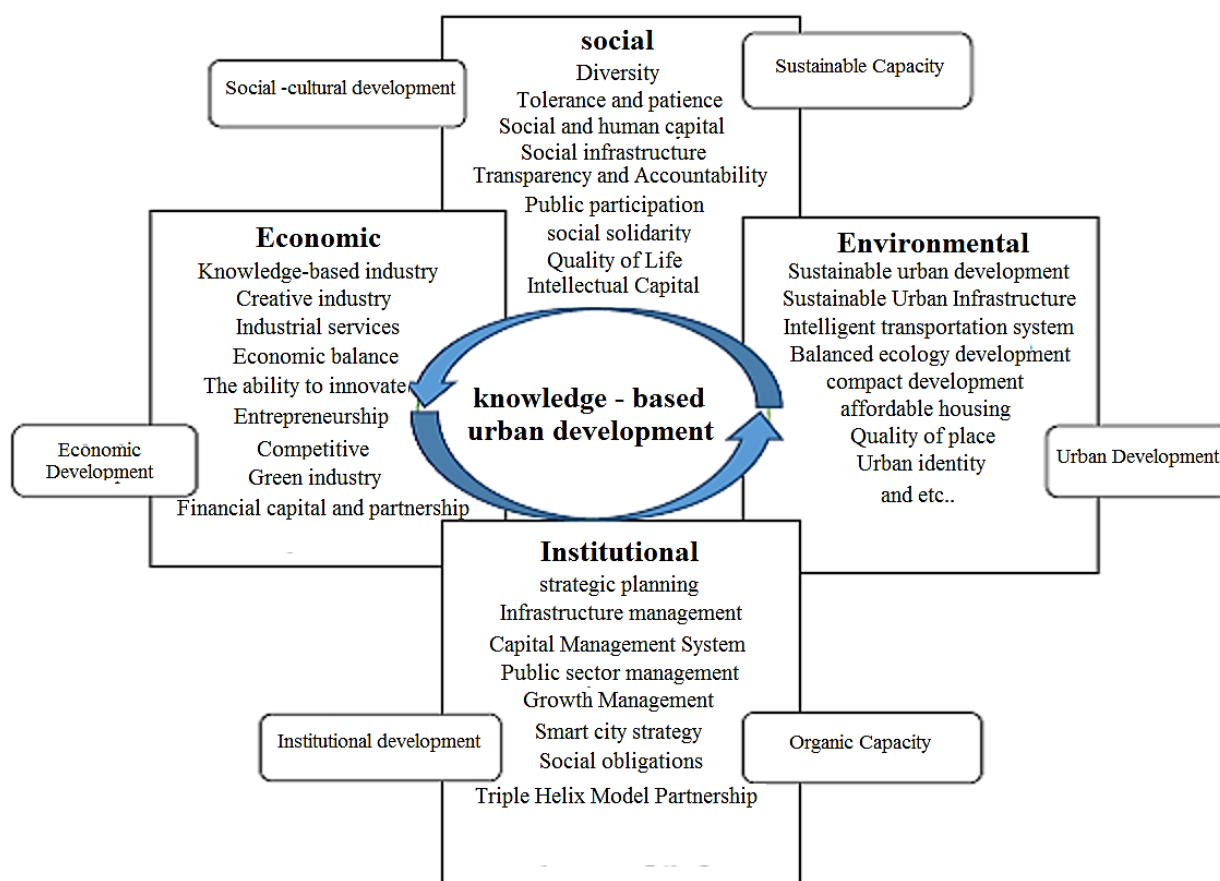 social
Diversity
Tolerance and patience
Social and human capital
Social infrastructure
Transparency and Accountability
Public participation
social solidarity
Quality of Life
Intellectual Capital
Social -cultural development
Sustainable Capacity
Economic
Knowledge-based industry
Creative industry
Industrial services
Economic balance
The ability to innovate
Entrepreneurship
Competitive
Green industry
Financial capital and partnership
Economic
Development
knowledge - based
urban development
Environmental
Sustainable urban development
Sustainable Urban Infrastructure
Intelligent transportation system
Balanced ecology development
compact development
affordable housing
Quality of place
Urban identity
and etc..
Urban Development
Institutional
strategic planning
Infrastructure management
Capital Management System
Public sector management
Growth Management
Smart city strategy
Social obligations
Triple Helix Model Partnership
Institutional development
Organic Capacity